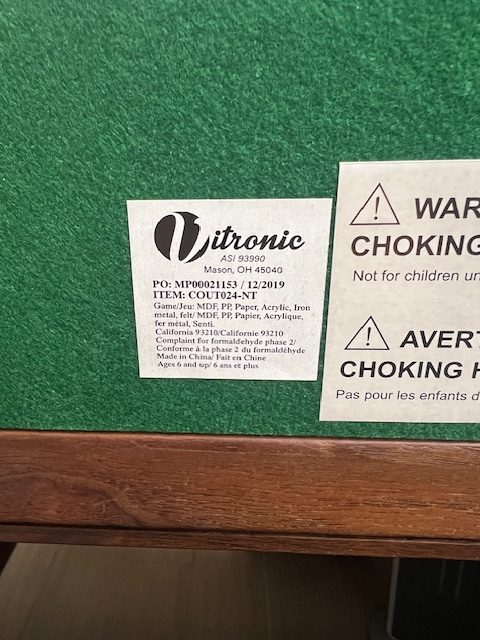 Vitronic
ASI 93990
Mason, OH 45040
PO: MP00021153 / 12/2019
ITEM: COUT024-NT
Game/Jeu: MDF, PP, Paper, Acrylic, Iron
metal, felt/ MDF, PP, Papier, Acrylique,
fer métal, Senti.
California 93210/Californie 93210
Complaint for formaldehyde phase 2/
Conforme à la phase 2 du formaldéhyde
Made in China/ Fait en Chine
Ages 6 and up/ 6 ans et plus
WAR
CHOKING
Not for children un
AVERT
CHOKING H
Pas pour les enfants d